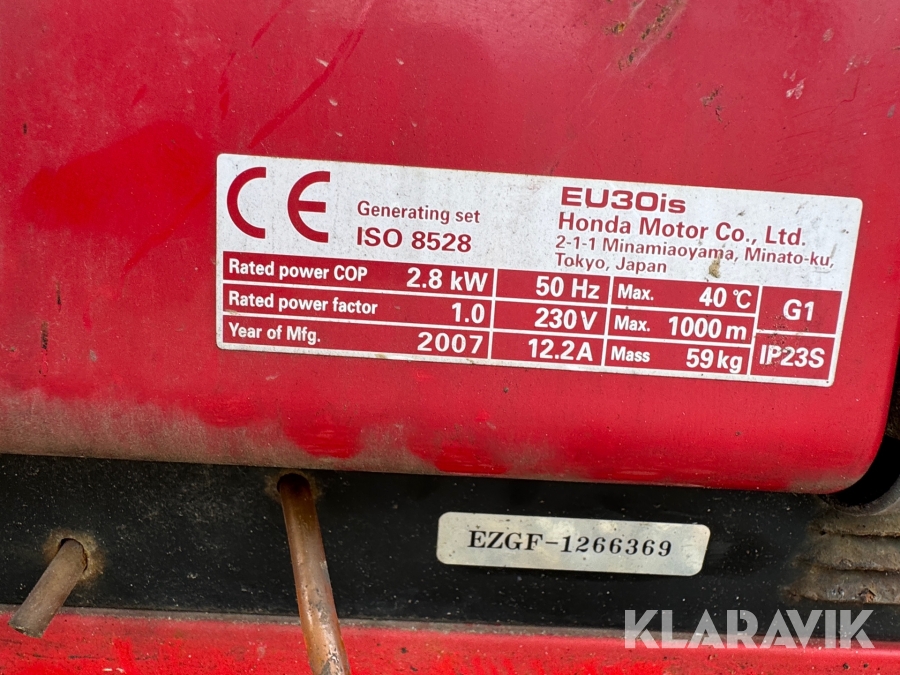 CE
Generating set
ISO 8528
EU30is
Honda Motor Co., Ltd.
2-1-1 Minamiaoyama, Minato-ku,
Tokyo, Japan
Rated power COP 2.8 kW 50 Hz Max. 40 °C G1
Rated power factor 1.0 230 V Max. 1000 m
Year of Mfg. 2007 12.2 A Mass 59 kg IP23S
EZGF-1266369
KLARAVIK